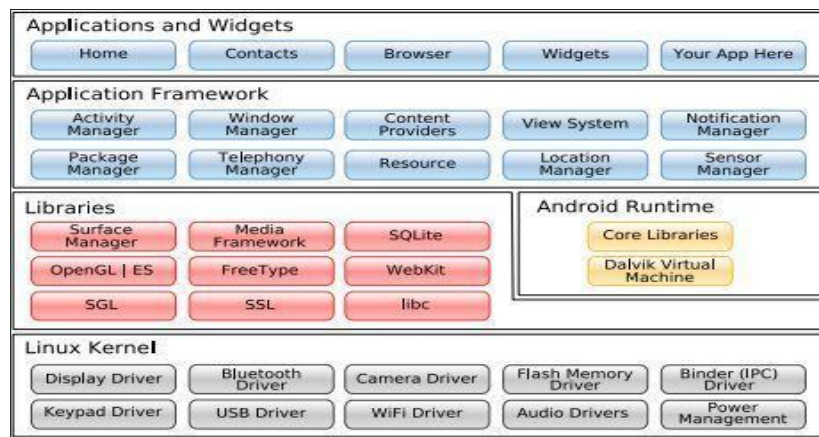 Applications and Widgets
Home
Contacts
Browser
Widgets
Your App Here
Application Framework
Activity
Manager
Window
Manager
Content
Providers
View System
Notification
Manager
Package
Manager
Telephony
Manager
Resource
Location
Manager
Sensor
Manager
Libraries
Surface
Manager
Media
Framework
SQLite
OpenGL | ES
FreeType
WebKit
SGL
SSL
libc
Android Runtime
Core Libraries
Dalvik Virtual
Machine
Linux Kernel
Display Driver
Bluetooth
Driver
Camera Driver
Flash Memory
Driver
Binder (IPC)
Driver
Keypad Driver
USB Driver
WiFi Driver
Audio Drivers
Power
Management